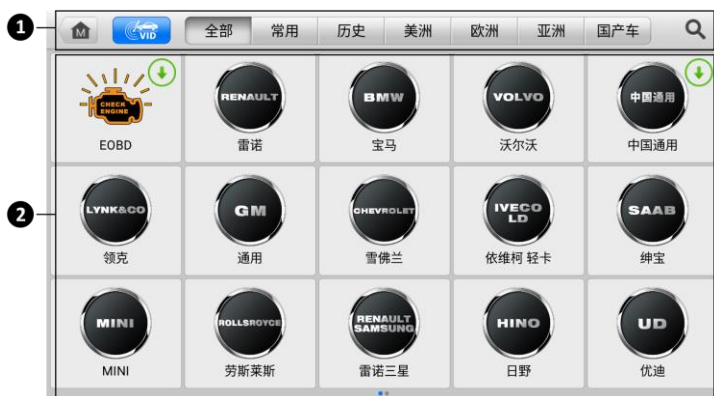 ❶
M
VID
全部
常用
历史
美洲
欧洲
亚洲
国产车
CHECK
ENGINE
EOBD
RENAULT
雷诺
BMW
宝马
VOLVO
沃尔沃
中国通用
中国通用
❷
LYNK&CO
领克
GM
通用
CHEVROLET
雪佛兰
IVECO
LD
依维柯 轻卡
SAAB
绅宝
MINI
MINI
ROLLSROYCE
劳斯莱斯
RENAULT
SAMSUNG
雷诺三星
HINO
日野
UD
优迪